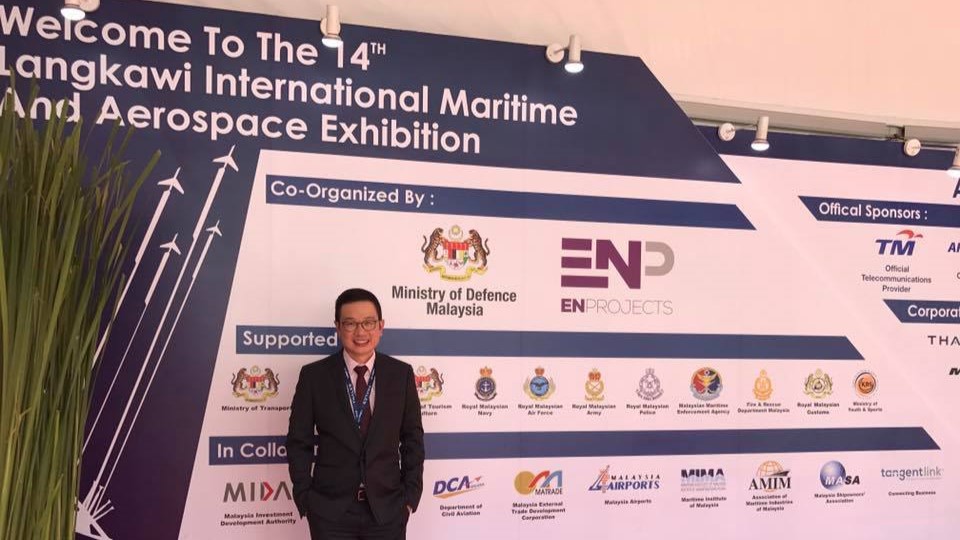 Welcome To The 14TH
Langkawi International Maritime
And Aerospace Exhibition
Co-Organized By :
Ministry of Defence
Malaysia
ENP
ENPROJECTS
Supported
Ministry of Transport
of Tourism
Royal Malaysian
Navy
Royal Malaysian
Air Force
Royal Malaysian
Army
Royal Malaysian
Police
Malaysian Maritime
Enforcement Agency
Fire & Rescue
Department Malaysia
Royal Malaysian
Customs
KBS
Ministry of
Youth & Sports
In
MIDA
Malaysia Investment
Development Authority
DCA
Department of
Civil Aviation
MATRADE
Malaysia External
Trade Development
Corporation
MALAYSIA
AIRPORTS
Malaysia Airports
MIMA
Maritime Institute
of Malaysia
AMIM
Association of
Maritime Industries
of Malaysia
MASA
Malaysia Shipowners'
Association
tangentlink
Connecting Business
Offical Sponsors :
TM
Official
Telecommunications
Provider